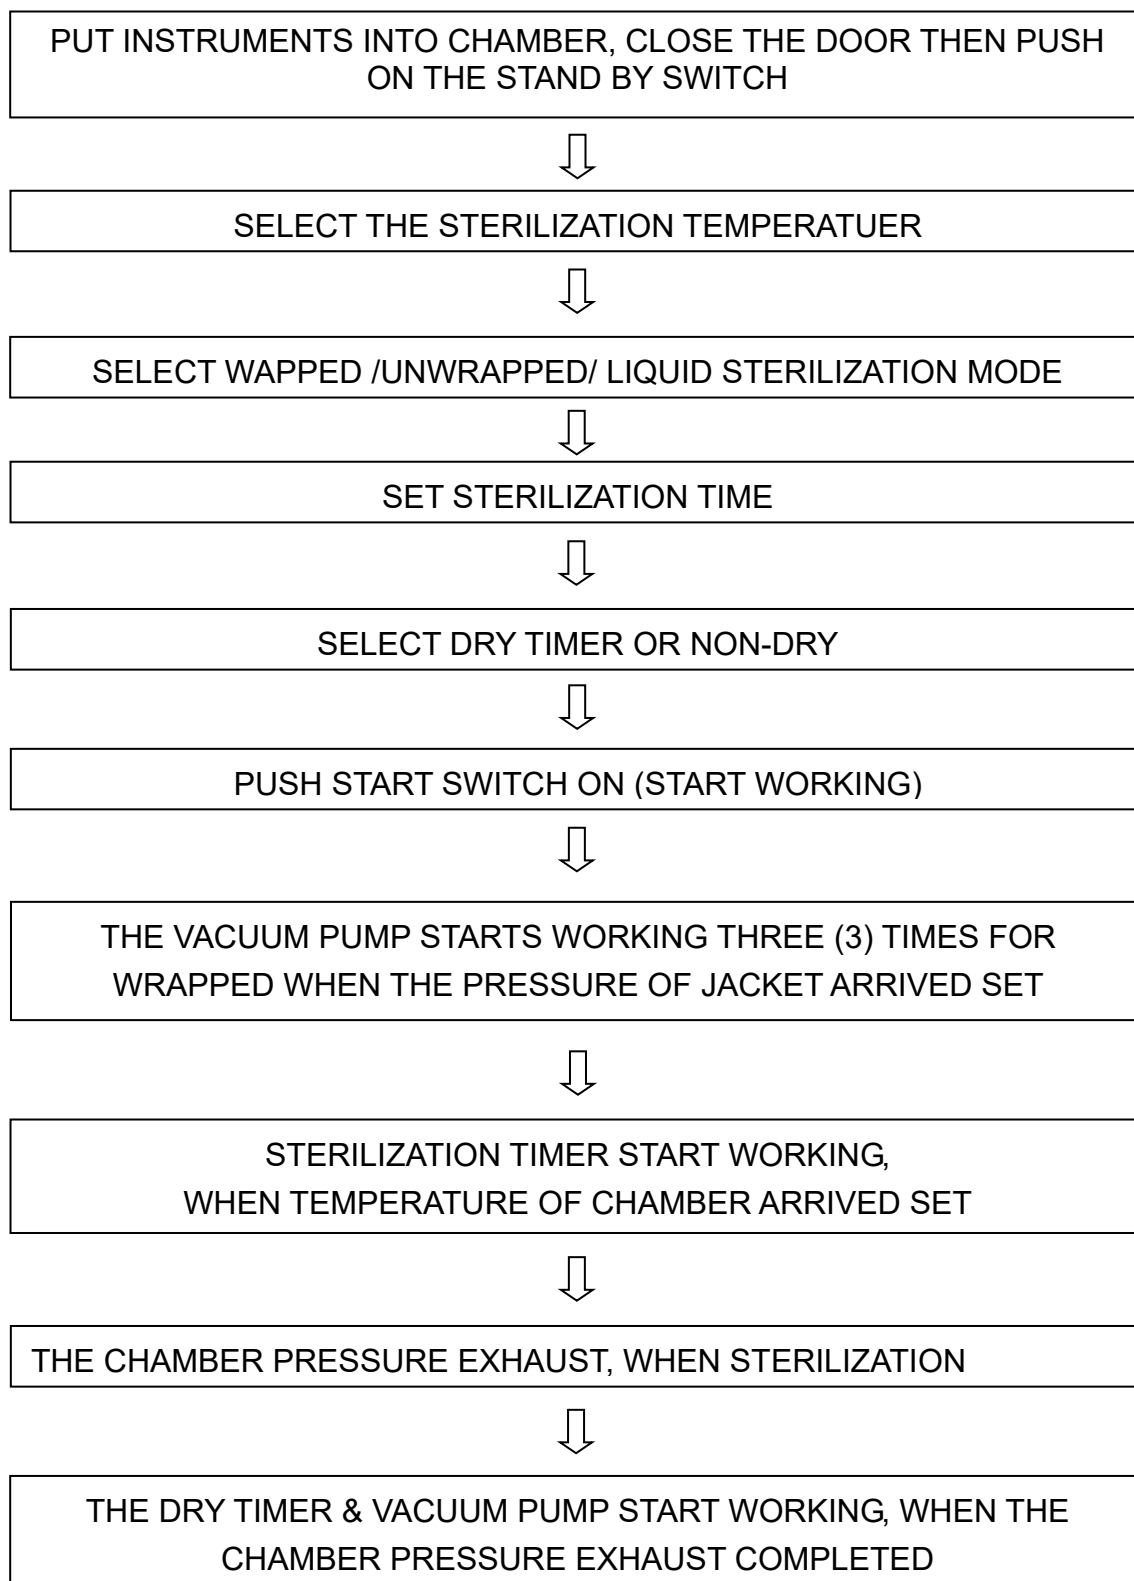 PUT INSTRUMENTS INTO CHAMBER, CLOSE THE DOOR THEN PUSH
ON THE STAND BY SWITCH
SELECT THE STERILIZATION TEMPERATUER
SELECT WAPPED /UNWRAPPED/ LIQUID STERILIZATION MODE
SET STERILIZATION TIME
SELECT DRY TIMER OR NON-DRY
PUSH START SWITCH ON (START WORKING)
THE VACUUM PUMP STARTS WORKING THREE (3) TIMES FOR
WRAPPED WHEN THE PRESSURE OF JACKET ARRIVED SET
STERILIZATION TIMER START WORKING,
WHEN TEMPERATURE OF CHAMBER ARRIVED SET
THE CHAMBER PRESSURE EXHAUST, WHEN STERILIZATION
THE DRY TIMER & VACUUM PUMP START WORKING, WHEN THE
CHAMBER PRESSURE EXHAUST COMPLETED